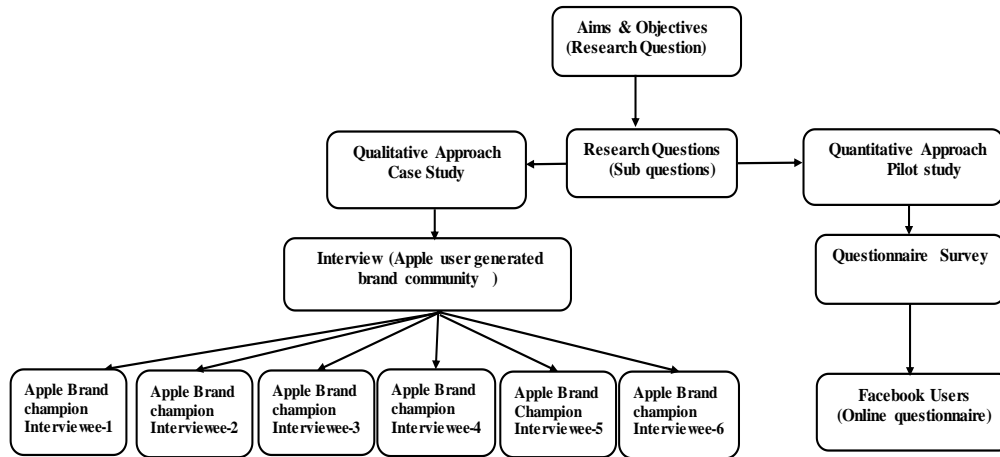 Aims & Objectives
(Research Question)
Qualitative Approach
Case Study
Research Questions
(Sub questions)
Quantitative Approach
Pilot study
Interview (Apple user generated
brand community )
Questionnaire Survey
Apple Brand
champion
Interviewee-1
Apple Brand
champion
Interviewee-2
Apple Brand
champion
Interviewee-3
Apple Brand
champion
Interviewee-4
Apple Brand
Champion
Interviewee-5
Apple Brand
champion
Interviewee-6
Facebook Users
(Online questionnaire)